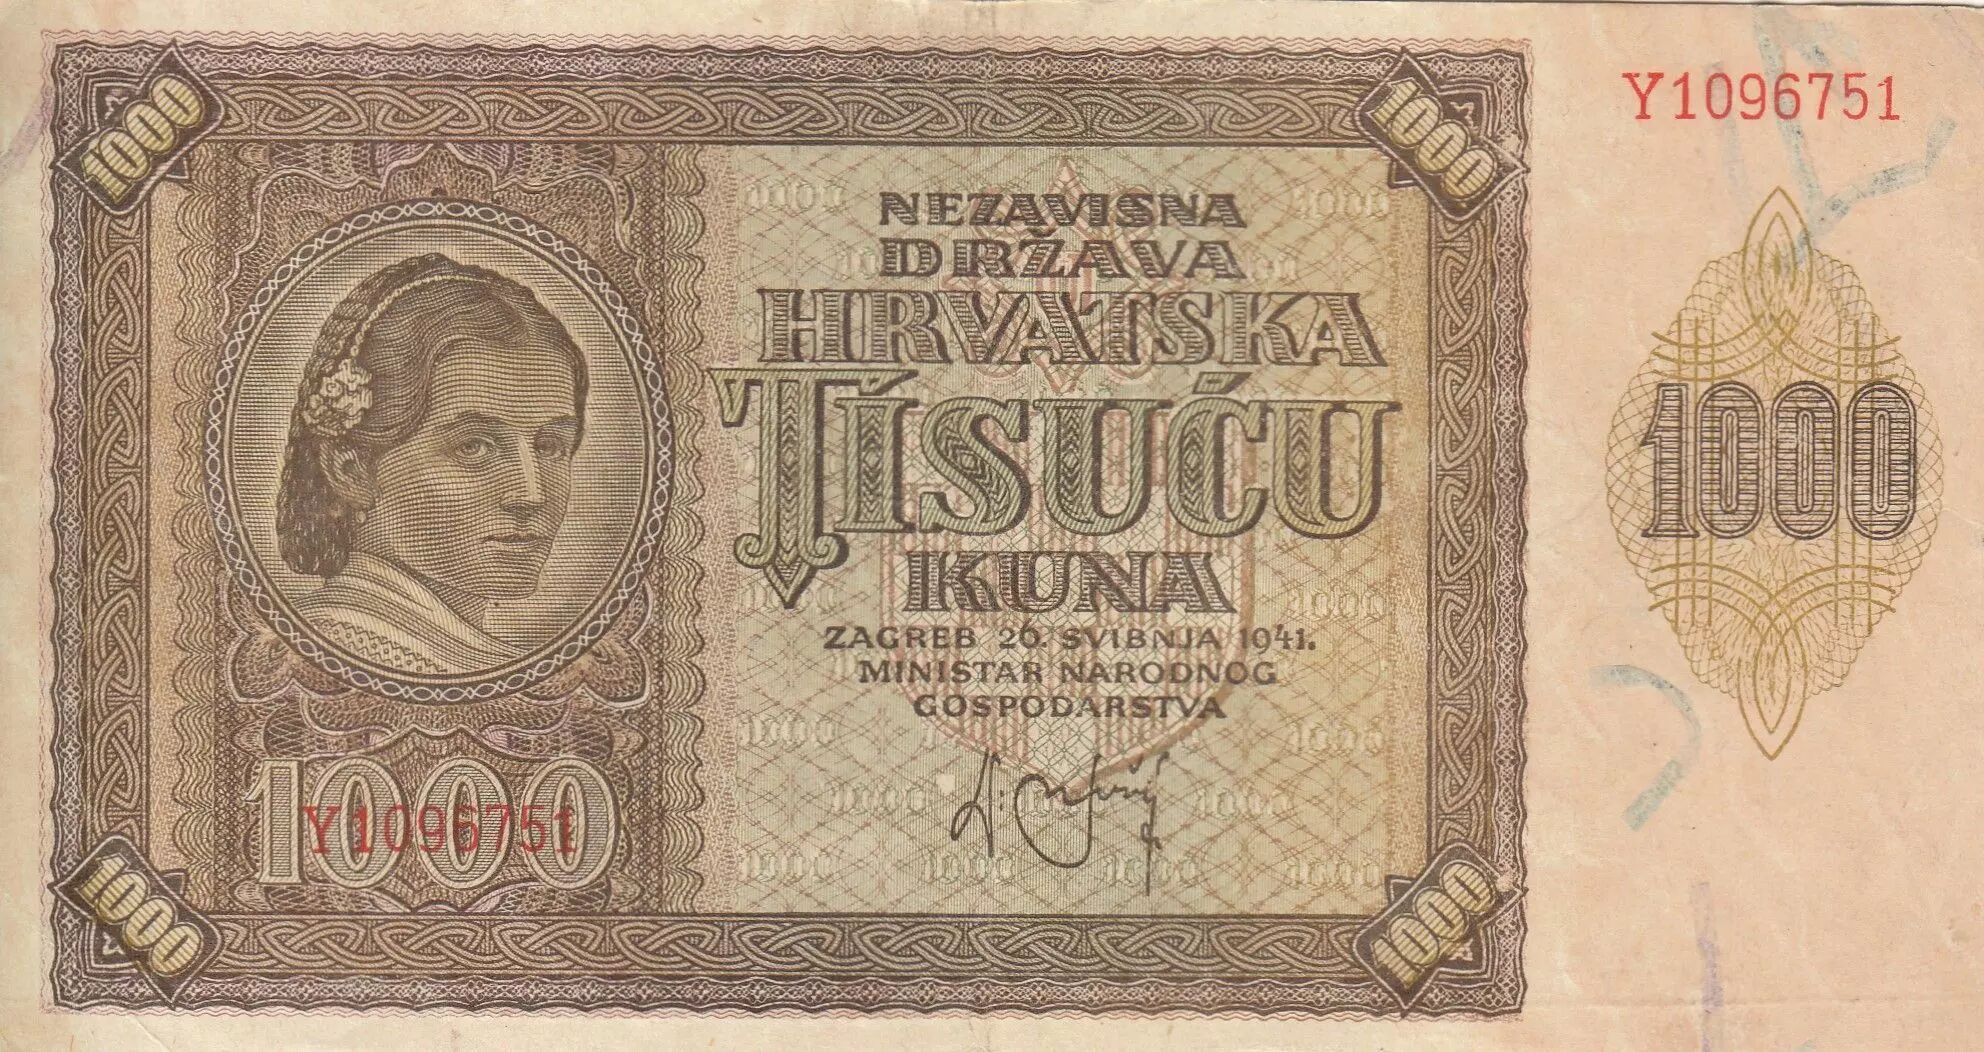 1000
1000
Y1096751
NEZAVISNA
DRŽAVA
HRVATSKA
TISUĆU
KUNA
1000
ZAGREB 26. SVIBNJA 1941.
MINISTAR NARODNOG
GOSPODARSTVA
1000
Y1096751
1000
1000